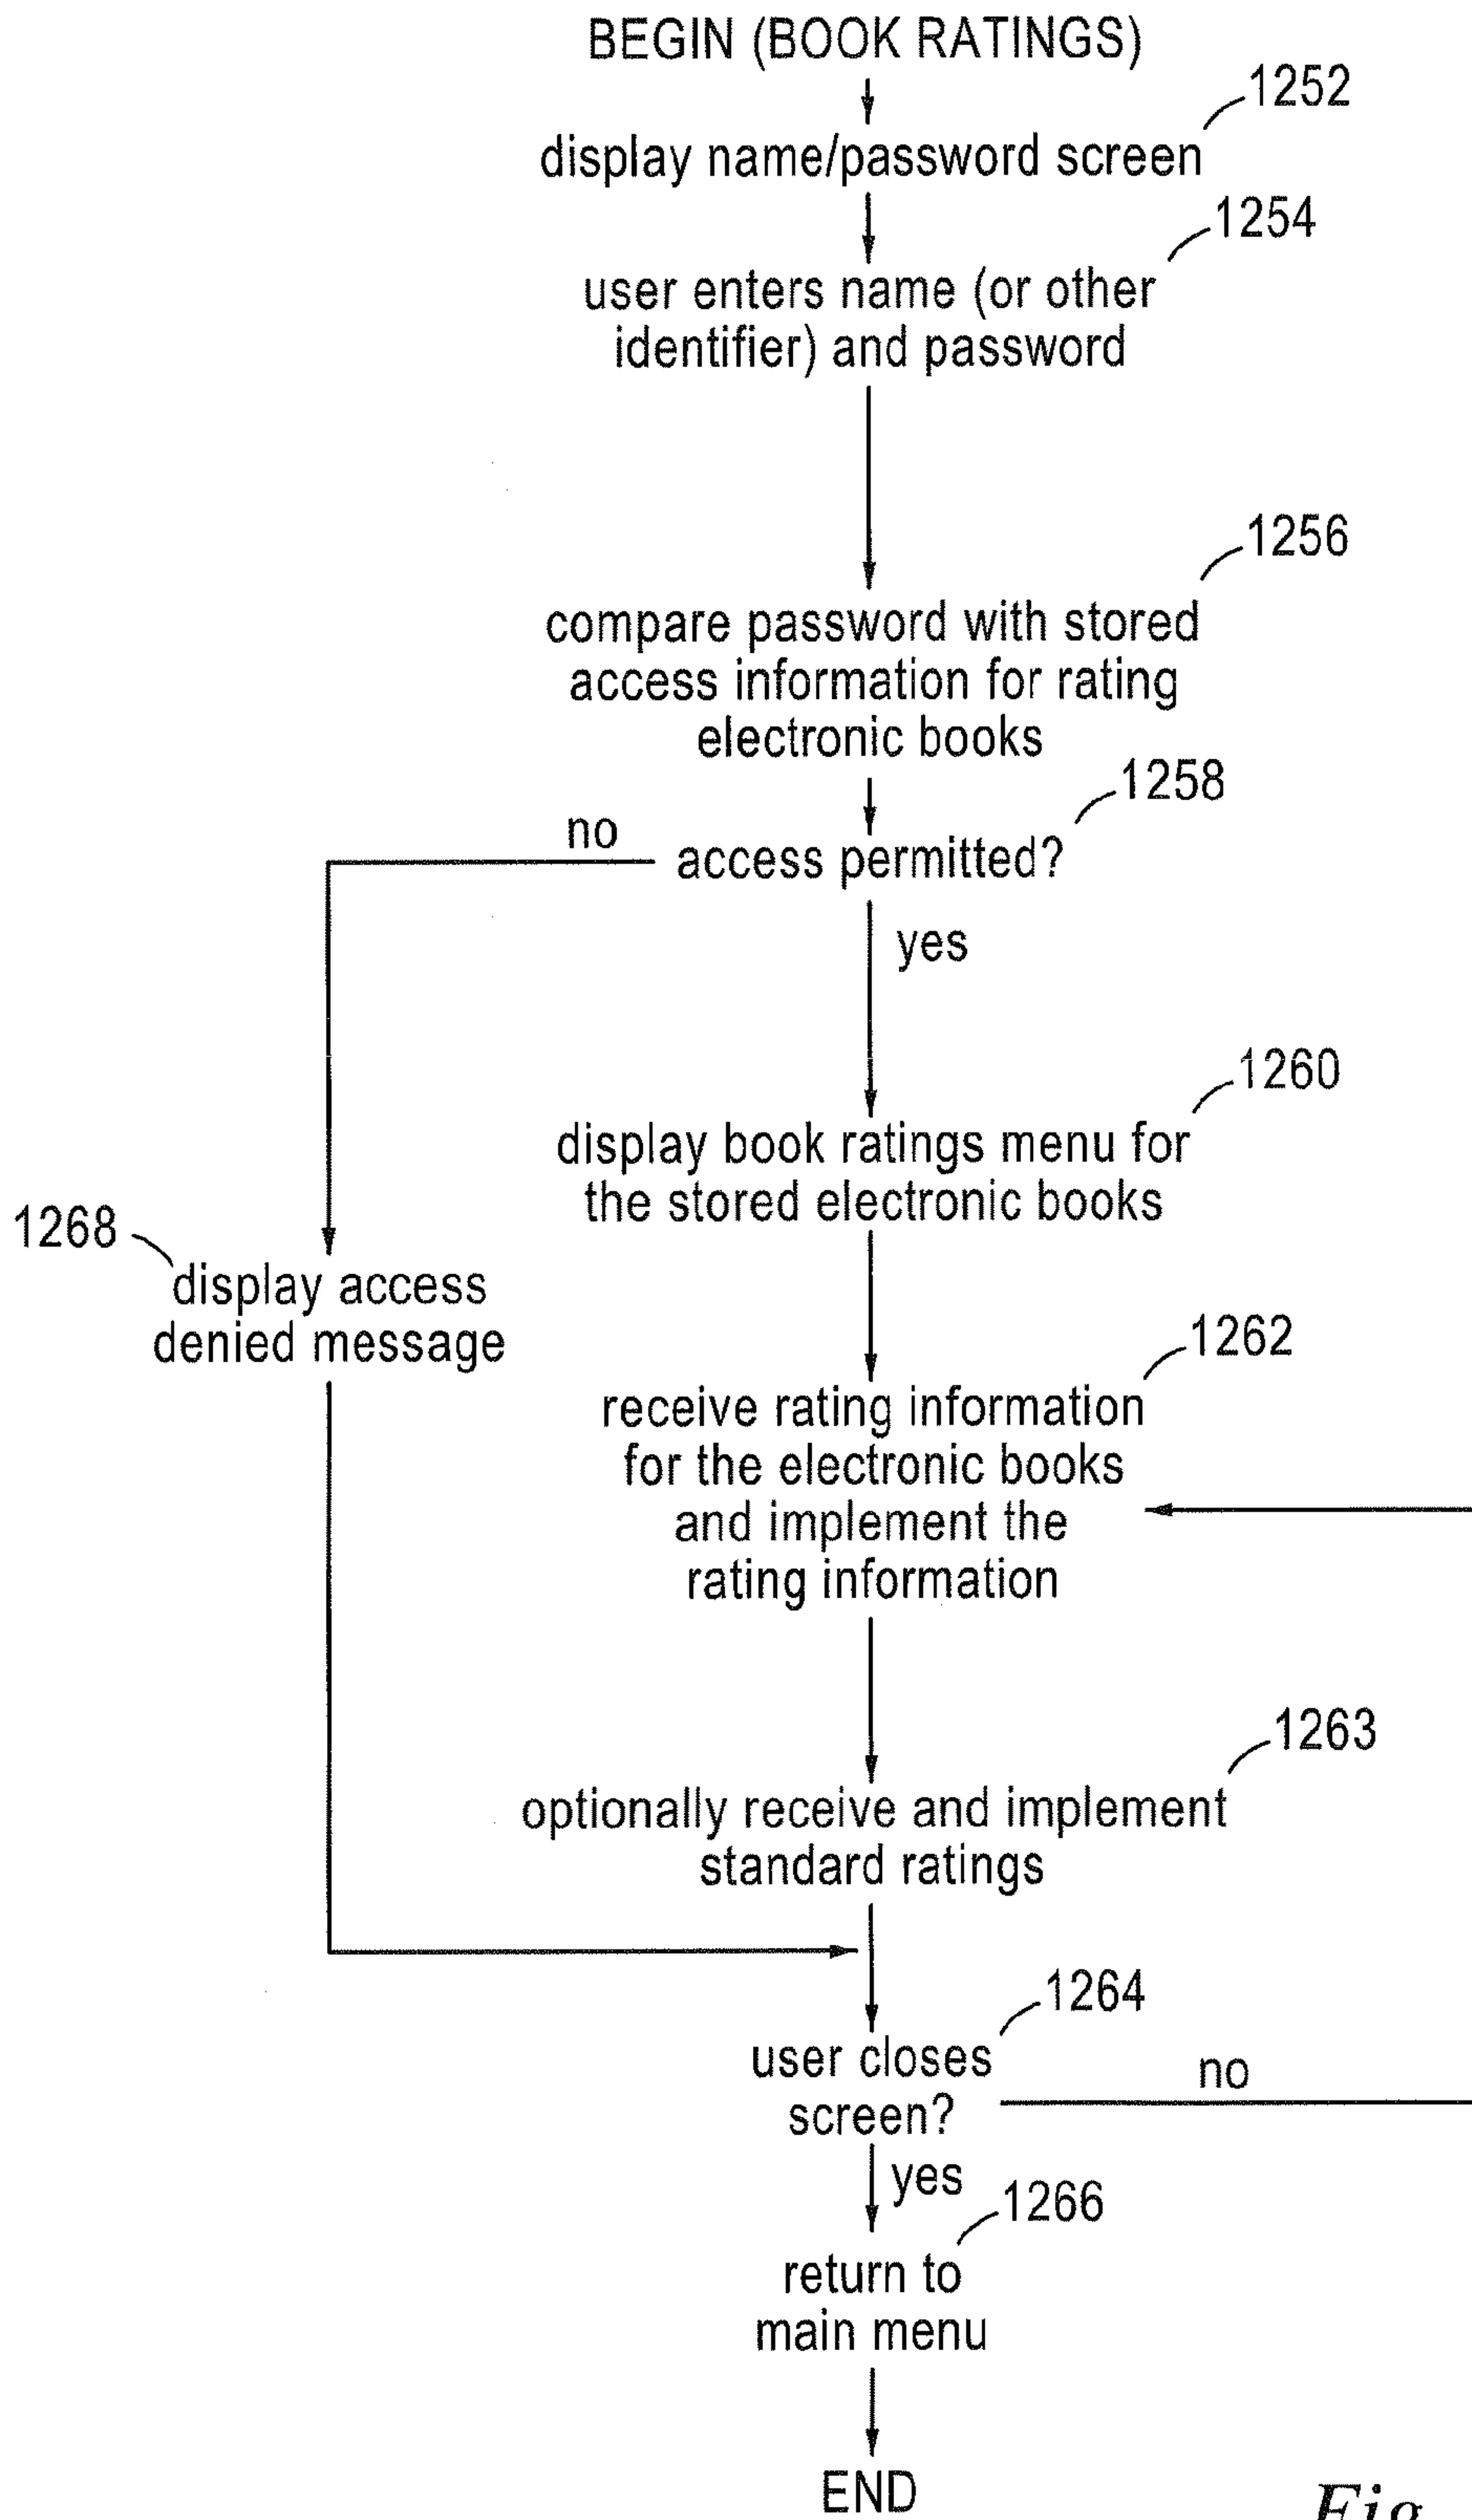 BEGIN (BOOK RATINGS)
1252
display name/password screen
1254
user enters name (or other
identifier) and password
1256
compare password with stored
access information for rating
electronic books
1258
no
access permitted?
yes
1260
display book ratings menu for
the stored electronic books
1268
display access
denied message
1262
receive rating information
for the electronic books
and implement the
rating information
1263
optionally receive and implement
standard ratings
1264
user closes
screen?
no
yes
1266
return to
main menu
END
Fig